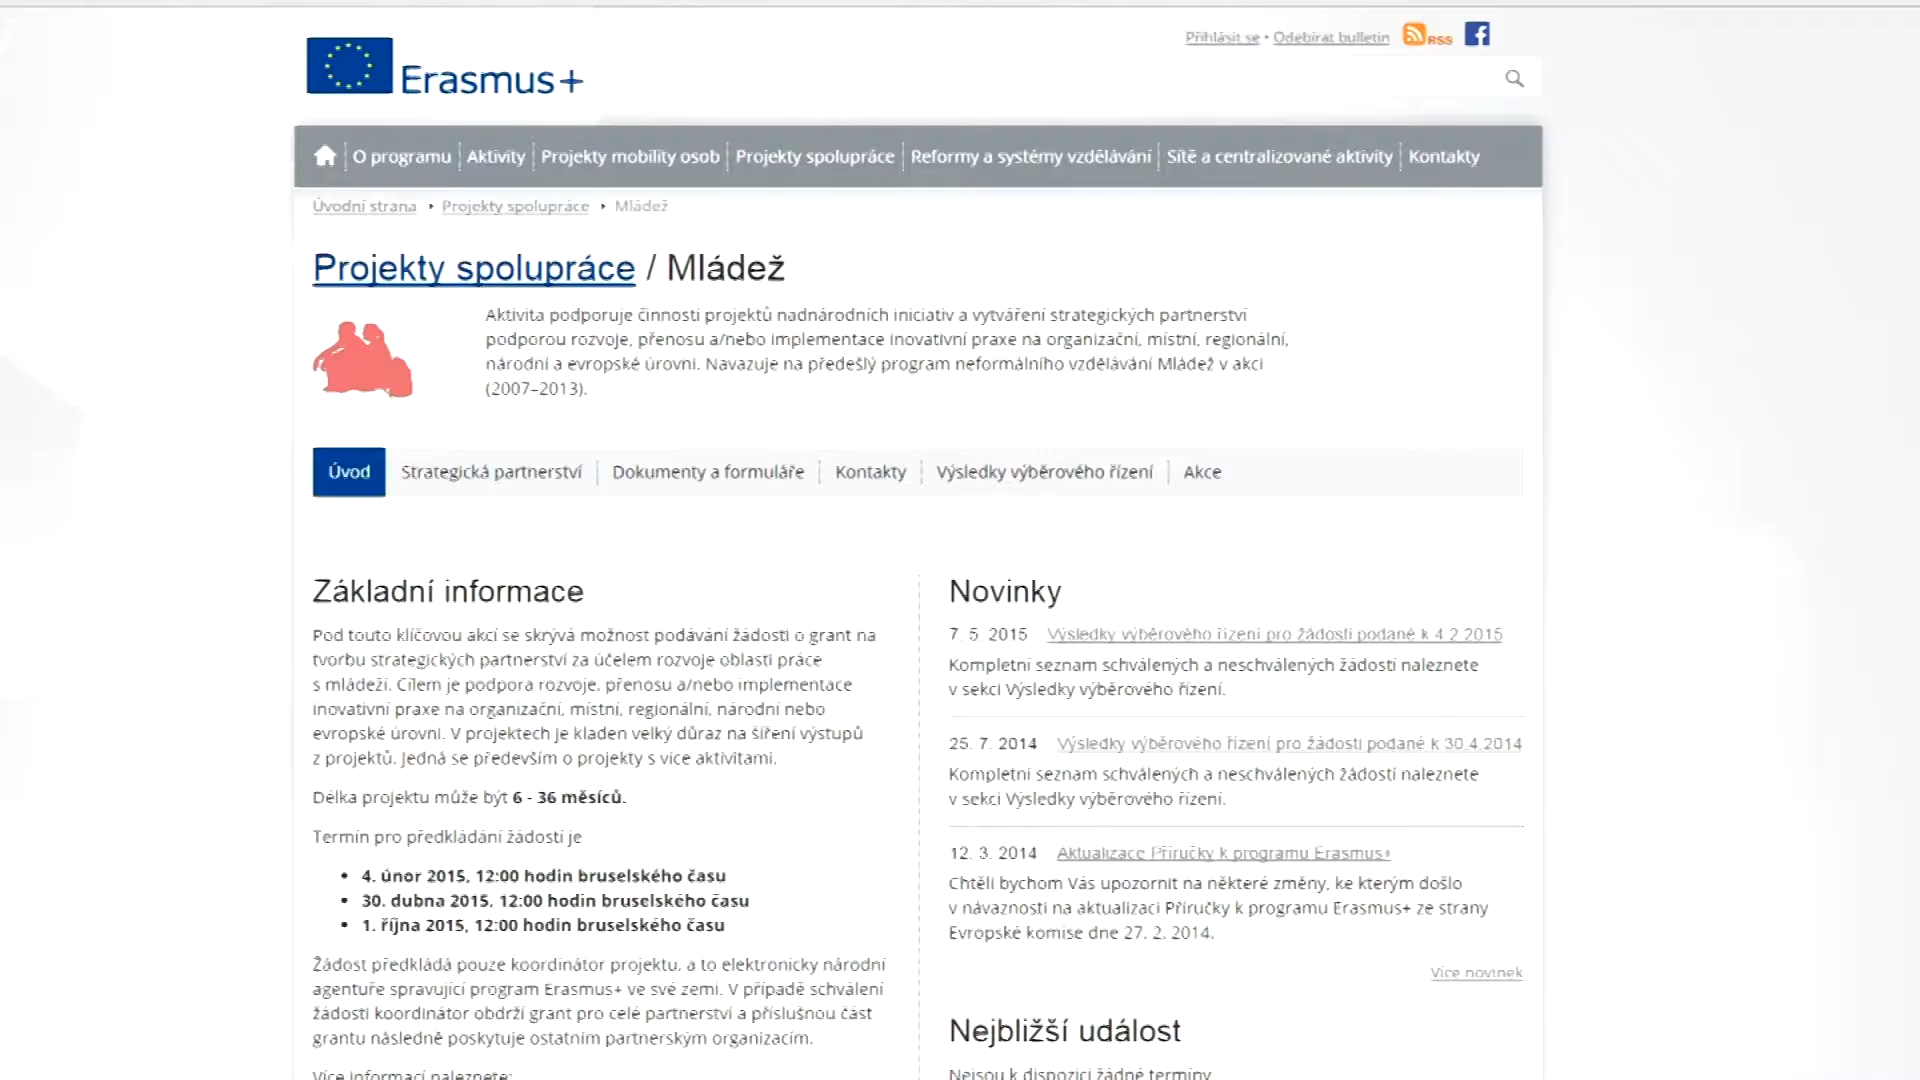 Přihlásit se • Odebírat bulletin RSS
Erasmus+
O programu Aktivity Projekty mobility osob Projekty spolupráce Reformy a systémy vzdělávání Sítě a centralizované aktivity Kontakty
Úvodní strana Projekty spolupráce Mládež
Projekty spolupráce / Mládež
Aktivita podporuje činnosti projektů nadnárodních iniciativ a vytváření strategických partnerství
podporou rozvoje, přenosu a/nebo implementace inovativní praxe na organizační, místní, regionální,
národní a evropské úrovni. Navazuje na předešlý program neformálního vzdělávání Mládež v akci
(2007–2013).
Úvod Strategická partnerství Dokumenty a formuláře Kontakty Výsledky výběrového řízení Akce
Základní informace
Pod touto klíčovou akcí se skrývá možnost podávání žádosti o grant na
tvorbu strategických partnerství za účelem rozvoje oblasti práce
s mládeží. Cílem je podpora rozvoje, přenosu a/nebo implementace
inovativní praxe na organizační, místní, regionální, národní nebo
evropské úrovni. V projektech je kladen velký důraz na šíření výstupů
z projektů. Jedná se především o projekty s více aktivitami.
Délka projektu může být 6 - 36 měsíců.
Termín pro předkládání žádostí je
• 4. únor 2015, 12:00 hodin bruselského času
• 30. dubna 2015, 12:00 hodin bruselského času
• 1. října 2015, 12:00 hodin bruselského času
Žádost předkládá pouze koordinátor projektu, a to elektronicky národní
agentuře spravující program Erasmus+ ve své zemi. V případě schválení
žádosti koordinátor obdrží grant pro celé partnerství a příslušnou část
grantu následně poskytuje ostatním partnerským organizacím.
Více informací naleznete:
Novinky
7. 5. 2015 Výsledky výběrového řízení pro žádosti podané k 4.2.2015
Kompletní seznam schválených a neschválených žádostí naleznete
v sekci Výsledky výběrového řízení.
25. 7. 2014 Výsledky výběrového řízení pro žádosti podané k 30.4.2014
Kompletní seznam schválených a neschválených žádostí naleznete
v sekci Výsledky výběrového řízení.
12. 3. 2014 Aktualizace Příručky k programu Erasmus+
Chtěli bychom Vás upozornit na některé změny, ke kterým došlo
v návaznosti na aktualizaci Příručky k programu Erasmus+ ze strany
Evropské komise dne 27. 2. 2014.
Více novinek
Nejbližší událost
Nejsou k dispozici žádné termíny